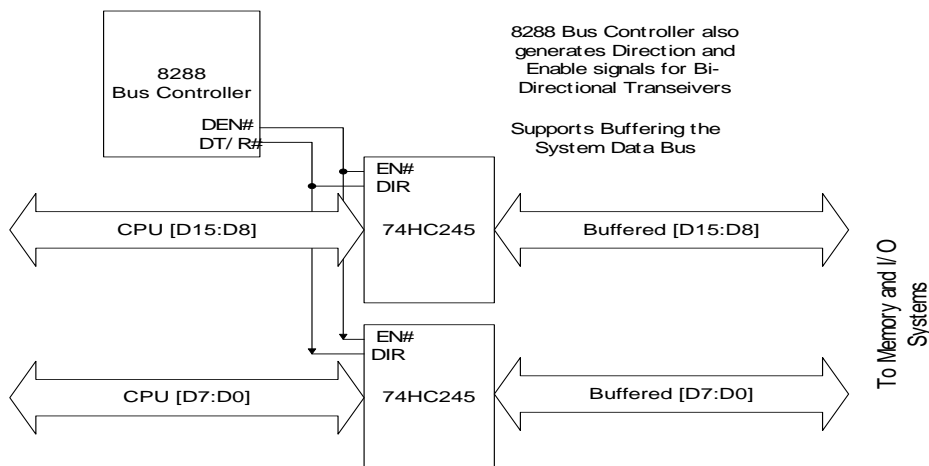 8288
Bus Controller
DEN#
DT/ R#
8288 Bus Controller also
generates Direction and
Enable signals for Bi-
Directional Transeivers
Supports Buffering the
System Data Bus
EN#
DIR
CPU [D15:D8]
74HC245
Buffered [D15:D8]
EN#
DIR
CPU [D7:D0]
74HC245
Buffered [D7:D0]
To Memory and I/ O
Systems